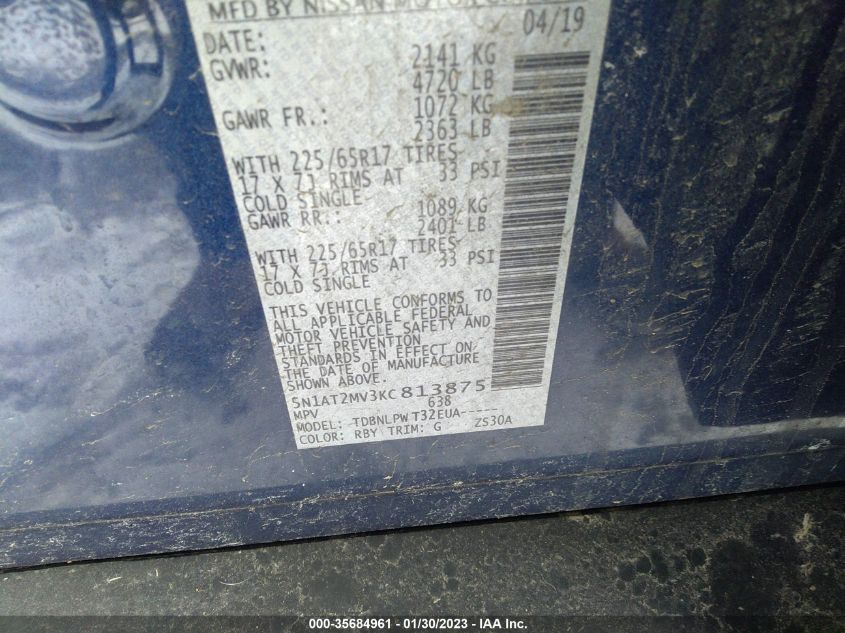 MFD BY NISSAN MOTOR
DATE: 04/19
GVWR: 2141 KG
4720 LB
GAWR FR.: 1072 KG
2363 LB
WITH 225/65R17 TIRES
17 X 7J RIMS AT 33 PSI
COLD SINGLE
GAWR RR.: 1089 KG
2401 LB
WITH 225/65R17 TIRES
17 X 7J RIMS AT 33 PSI
COLD SINGLE
THIS VEHICLE CONFORMS TO
ALL APPLICABLE FEDERAL
MOTOR VEHICLE SAFETY AND
THEFT PREVENTION
STANDARDS IN EFFECT ON
THE DATE OF MANUFACTURE
SHOWN ABOVE.
5N1AT2MV3KC813875
MPV 638
MODEL: TDBNLPW T32EUA-----
COLOR: RBY TRIM: G ZS30A
000-35684961 - 01/30/2023 - IAA Inc.